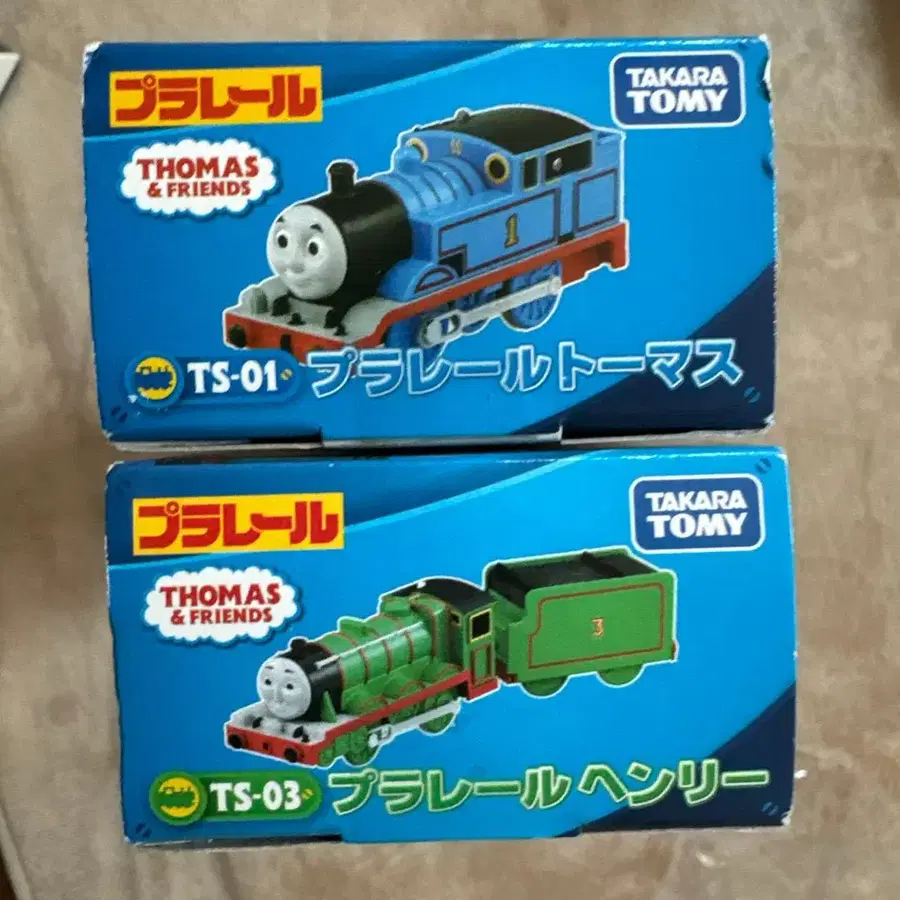 プラレール
TAKARA
TOMY
THOMAS
& FRIENDS
1
TS-01 プラレールトーマス
プラレール
TAKARA
TOMY
THOMAS
& FRIENDS
3
TS-03 プラレール ヘンリー